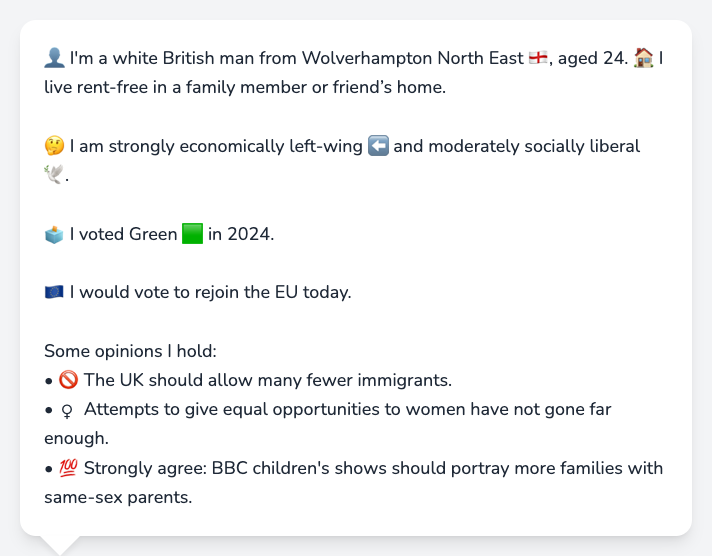 👤 I'm a white British man from Wolverhampton North East 🏴󠁧󠁢󠁥󠁮󠁧󠁿, aged 24. 🏠 I
live rent-free in a family member or friend’s home.
🤔 I am strongly economically left-wing ⬅️ and moderately socially liberal
🕊️.
🗳️ I voted Green 🟩 in 2024.
🇪🇺 I would vote to rejoin the EU today.
Some opinions I hold:
• 🚫 The UK should allow many fewer immigrants.
• ♀ Attempts to give equal opportunities to women have not gone far
enough.
• 💯 Strongly agree: BBC children's shows should portray more families with
same-sex parents.